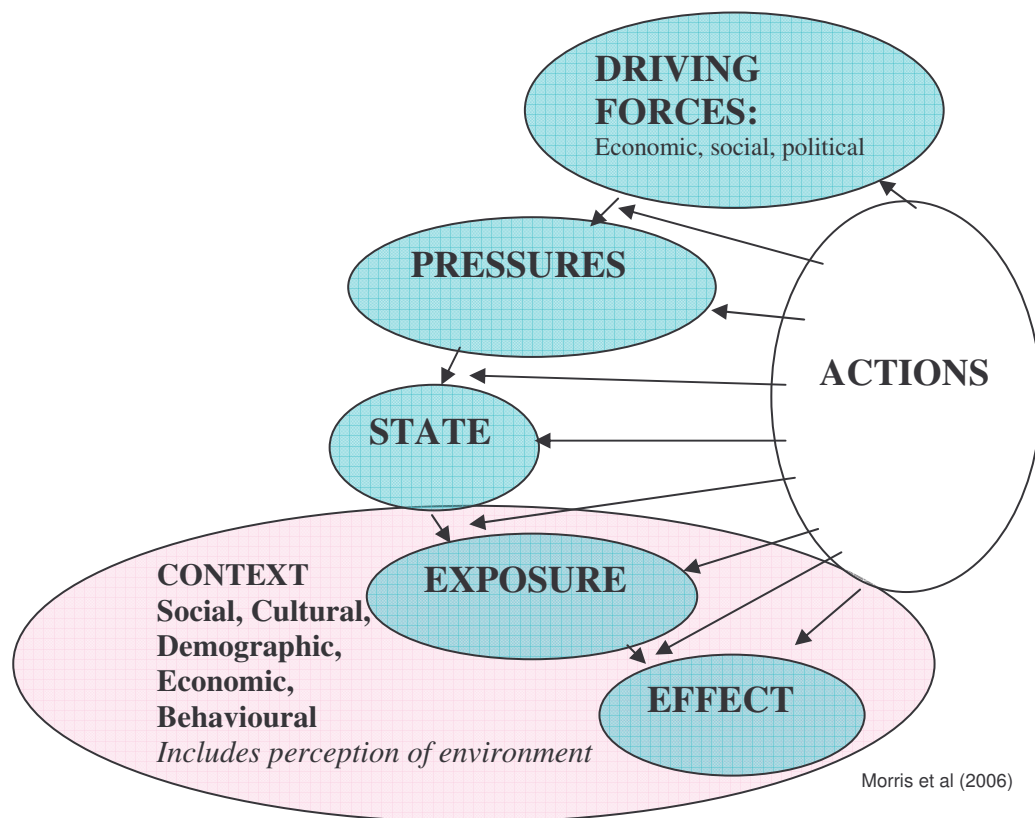 DRIVING
FORCES:
Economic, social, political
PRESSURES
ACTIONS
STATE
EXPOSURE
CONTEXT
Social, Cultural,
Demographic,
Economic,
Behavioural
Includes perception of environment
EFFECT
Morris et al (2006)